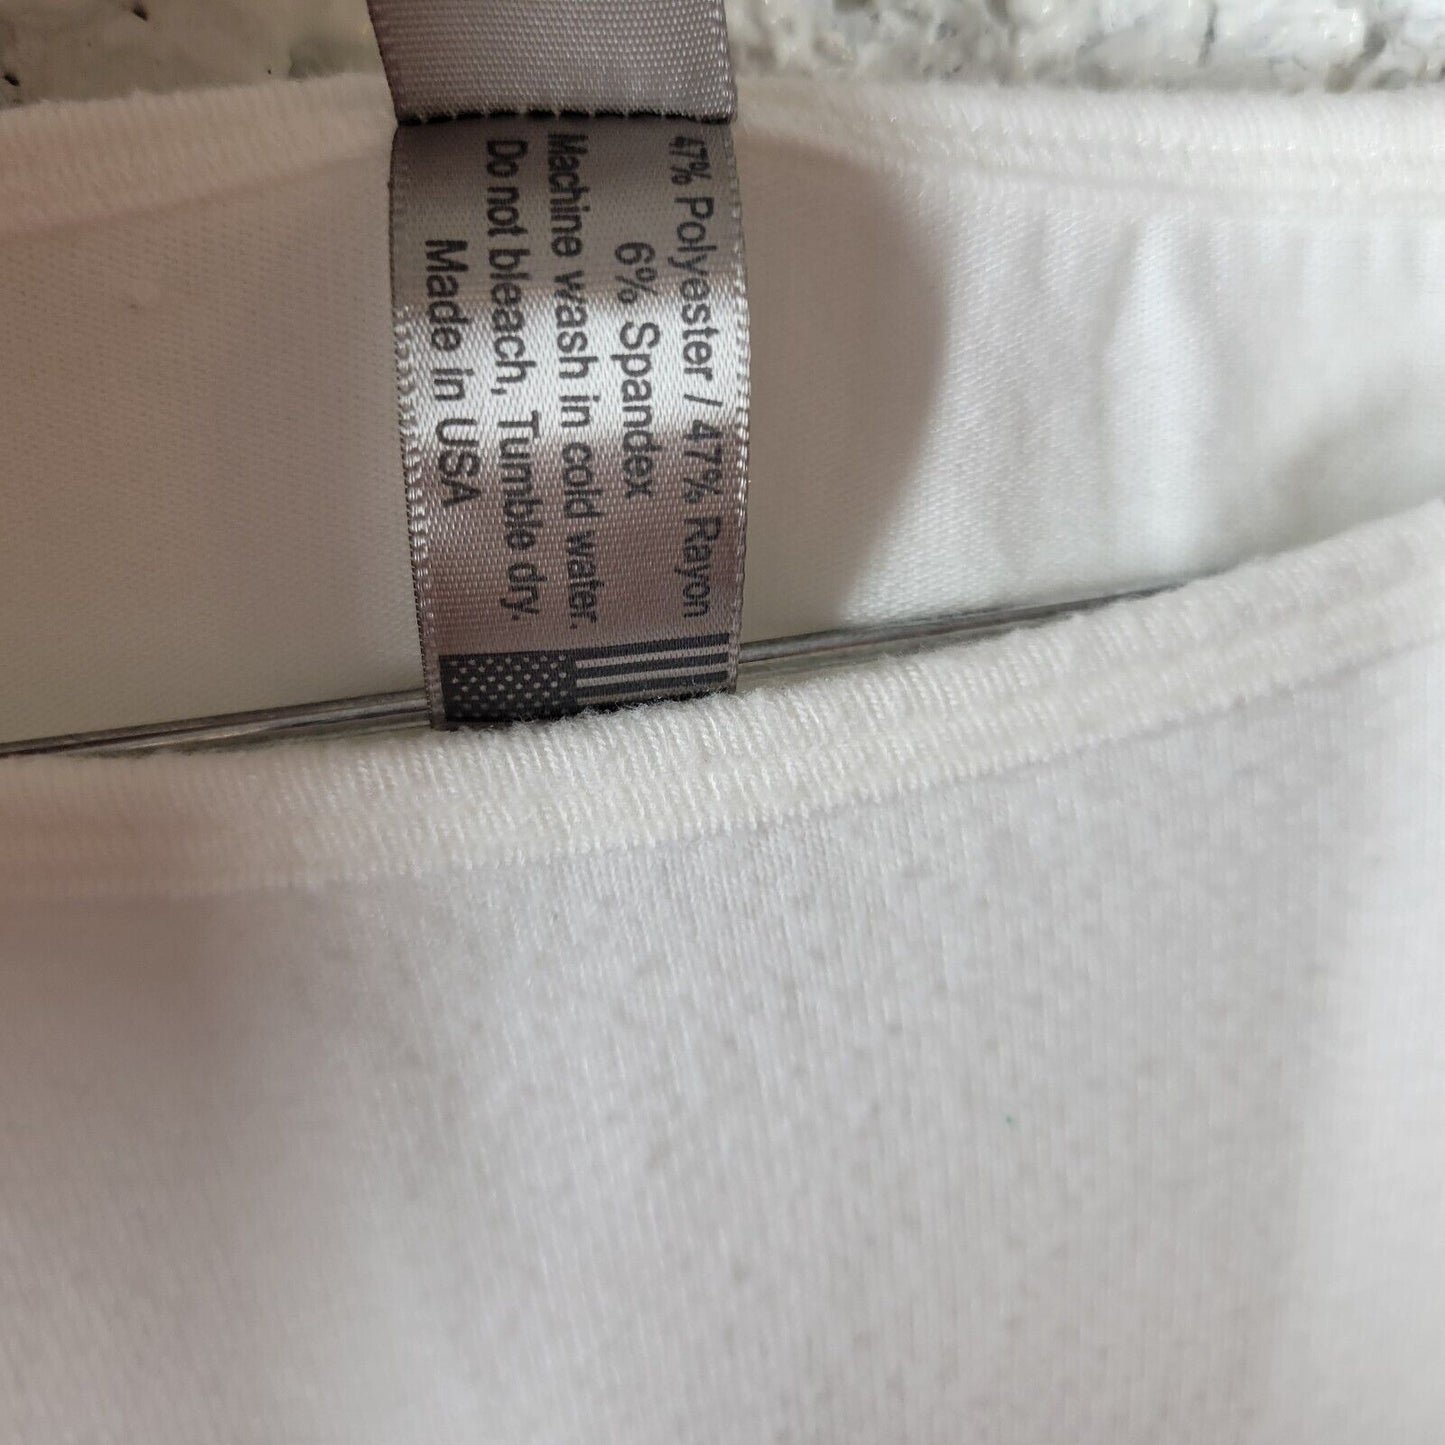 47% Polyester / 47% Rayon
6% Spandex
Machine wash in cold water.
Do not bleach, Tumble dry.
Made in USA